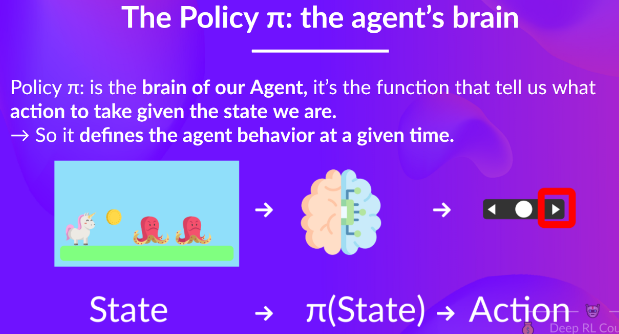 The Policy π: the agent's brain
Policy π: is the brain of our Agent, it's the function that tell us what
action to take given the state we are.
→ So it defines the agent behavior at a given time.
→ →
State → π(State) → Action
Deep RL Cou